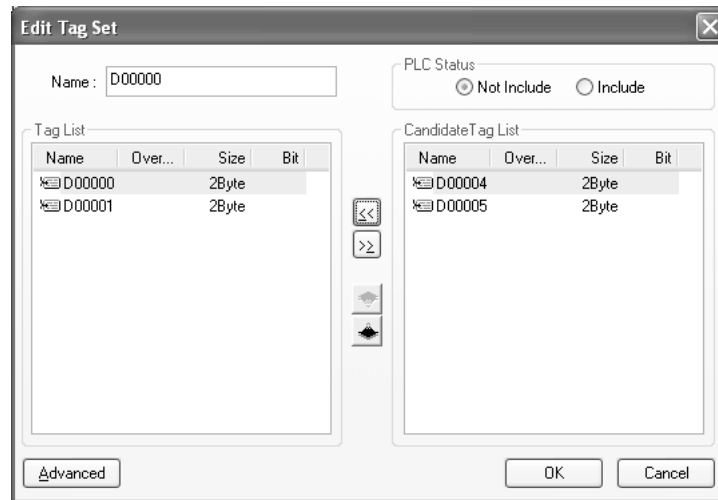 Edit Tag Set
Name : D00000
PLC Status
Not Include Include
Tag List
Name Over... Size Bit
D00000 2Byte
D00001 2Byte
<<
>>
CandidateTag List
Name Over... Size Bit
D00004 2Byte
D00005 2Byte
Advanced
OK Cancel